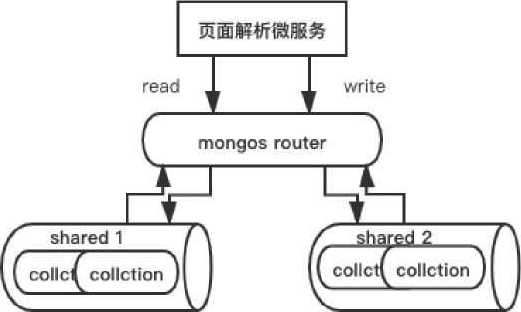 页面解析微服务
read
write
mongos router
shared 1
shared 2
collct
collction
collct
collction